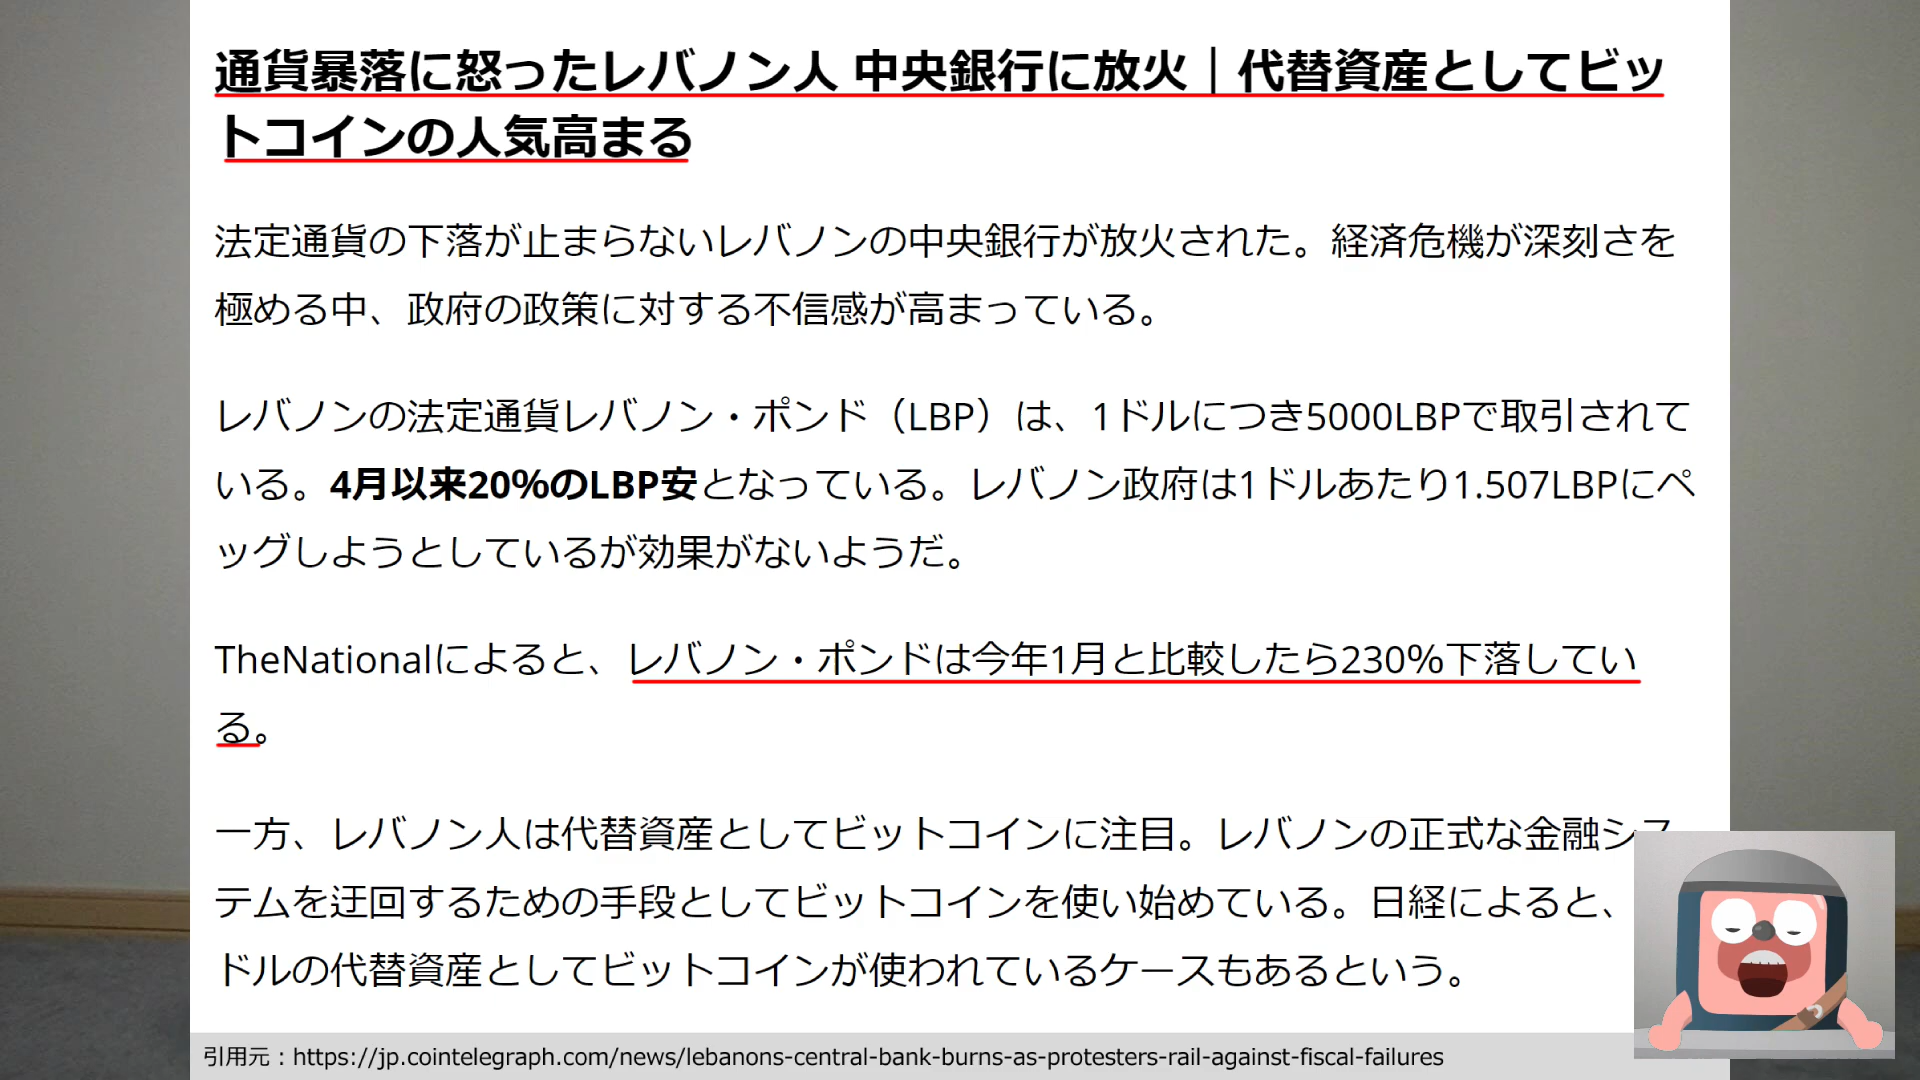 通貨暴落に怒ったレバノン人 中央銀行に放火｜代替資産としてビッ
トコインの人気高まる
法定通貨の下落が止まらないレバノンの中央銀行が放火された。経済危機が深刻さを
極める中、政府の政策に対する不信感が高まっている。
レバノンの法定通貨レバノン・ポンド（LBP）は、1ドルにつき5000LBPで取引されて
いる。4月以来20%のLBP安となっている。レバノン政府は1ドルあたり1.507LBPにペ
ッグしようとしているが効果がないようだ。
TheNationalによると、レバノン・ポンドは今年1月と比較したら230%下落してい
る。
一方、レバノン人は代替資産としてビットコインに注目。レバノンの正式な金融シス
テムを迂回するための手段としてビットコインを使い始めている。日経によると、
ドルの代替資産としてビットコインが使われているケースもあるという。
引用元：https://jp.cointelegraph.com/news/lebanons-central-bank-burns-as-protesters-rail-against-fiscal-failures